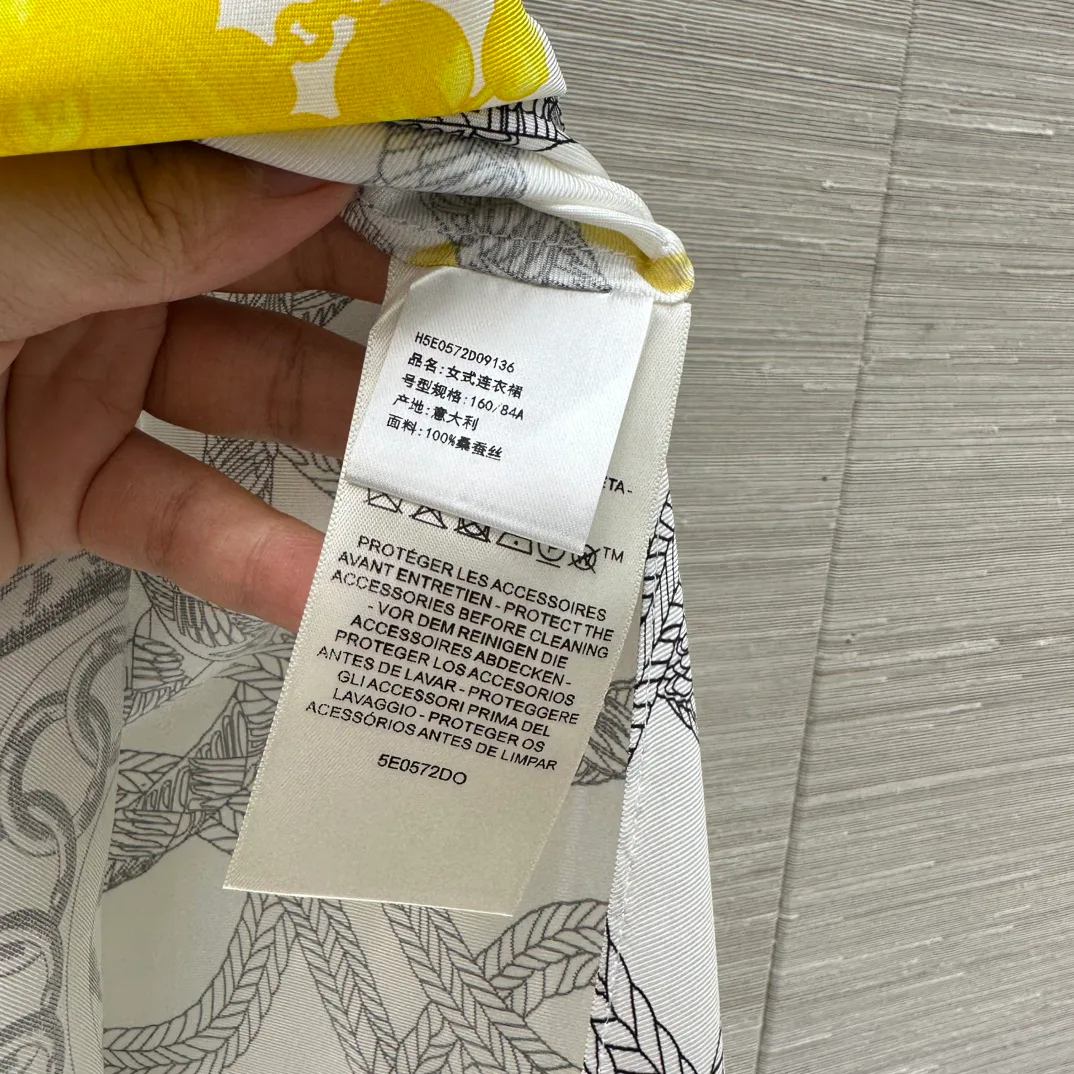 H5E0572D09136
品名:女式连衣裙
号型规格:160/84A
产地:意大利
面料:100%桑蚕丝
ETA-
TM
PROTÉGER LES ACCESSOIRES
AVANT ENTRETIEN - PROTECT THE
ACCESSORIES BEFORE CLEANING
- VOR DEM REINIGEN DIE
ACCESSOIRES ABDECKEN -
PROTEGER LOS ACCESORIOS
ANTES DE LAVAR - PROTEGGERE
GLI ACCESSORI PRIMA DEL
LAVAGGIO - PROTEGER OS
ACESSÓRIOS ANTES DE LIMPAR
5E0572DO